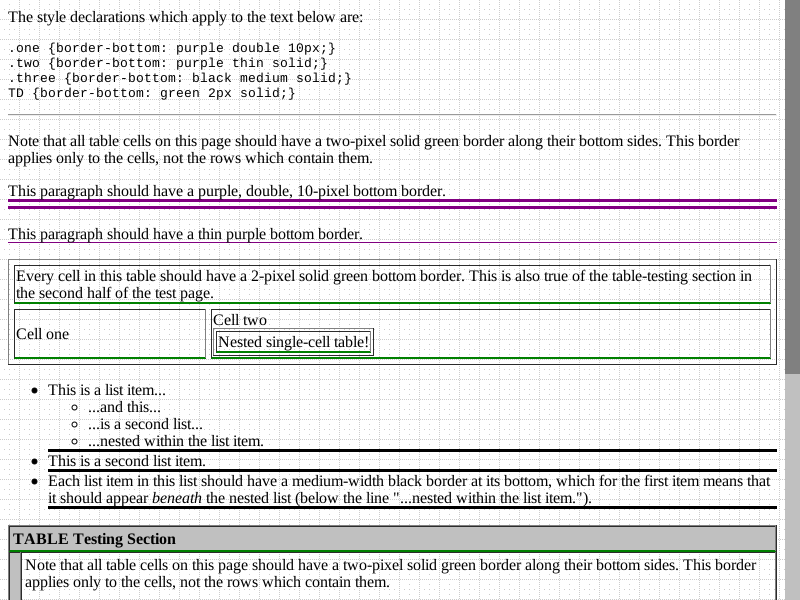 The style declarations which apply to the text below are:
.one {border-bottom: purple double 10px;}
.two {border-bottom: purple thin solid;}
.three {border-bottom: black medium solid;}
TD {border-bottom: green 2px solid;}
Note that all table cells on this page should have a two-pixel solid green border along their bottom sides. This border
applies only to the cells, not the rows which contain them.
This paragraph should have a purple, double, 10-pixel bottom border.
This paragraph should have a thin purple bottom border.
Every cell in this table should have a 2-pixel solid green bottom border. This is also true of the table-testing section in
the second half of the test page.
Cell one
Cell two
Nested single-cell table!
This is a list item...
...and this...
...is a second list...
...nested within the list item.
This is a second list item.
Each list item in this list should have a medium-width black border at its bottom, which for the first item means that
it should appear beneath the nested list (below the line "...nested within the list item.").
TABLE Testing Section
Note that all table cells on this page should have a two-pixel solid green border along their bottom sides. This border
applies only to the cells, not the rows which contain them.